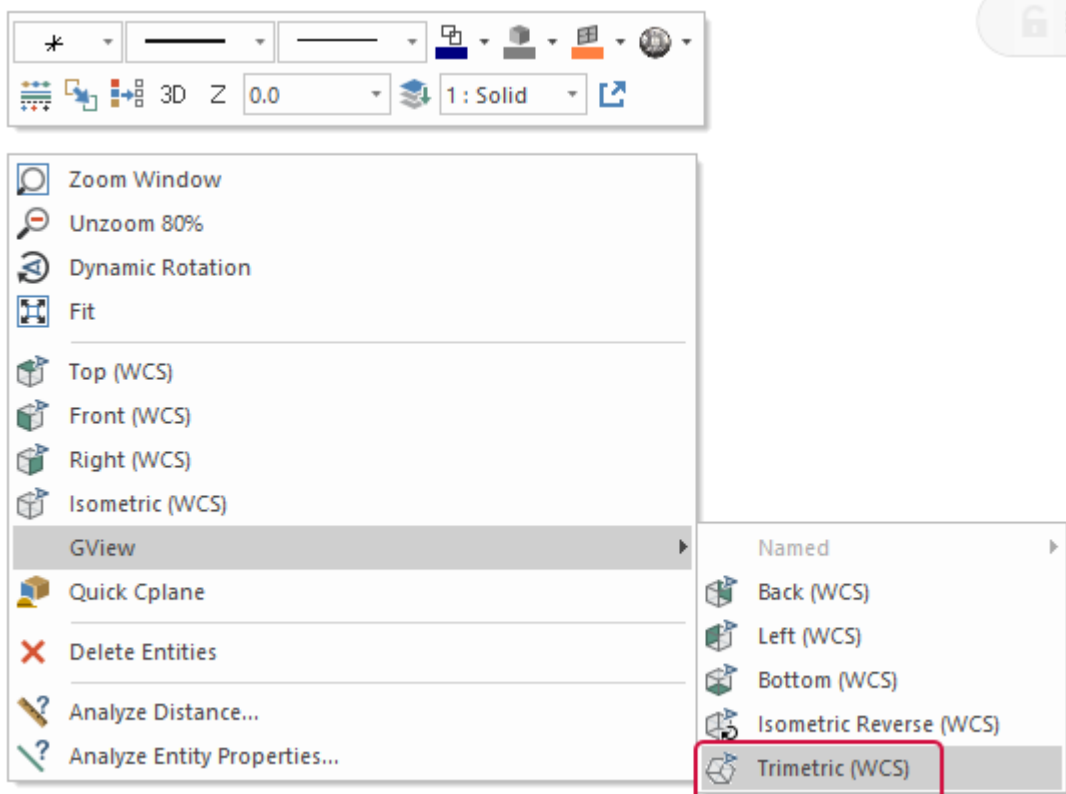 3D Z 0.0 1 : Solid
Zoom Window
Unzoom 80%
Dynamic Rotation
Fit
Top (WCS)
Front (WCS)
Right (WCS)
Isometric (WCS)
GView
Quick Cplane
Delete Entities
Analyze Distance...
Analyze Entity Properties...
Named
Back (WCS)
Left (WCS)
Bottom (WCS)
Isometric Reverse (WCS)
Trimetric (WCS)